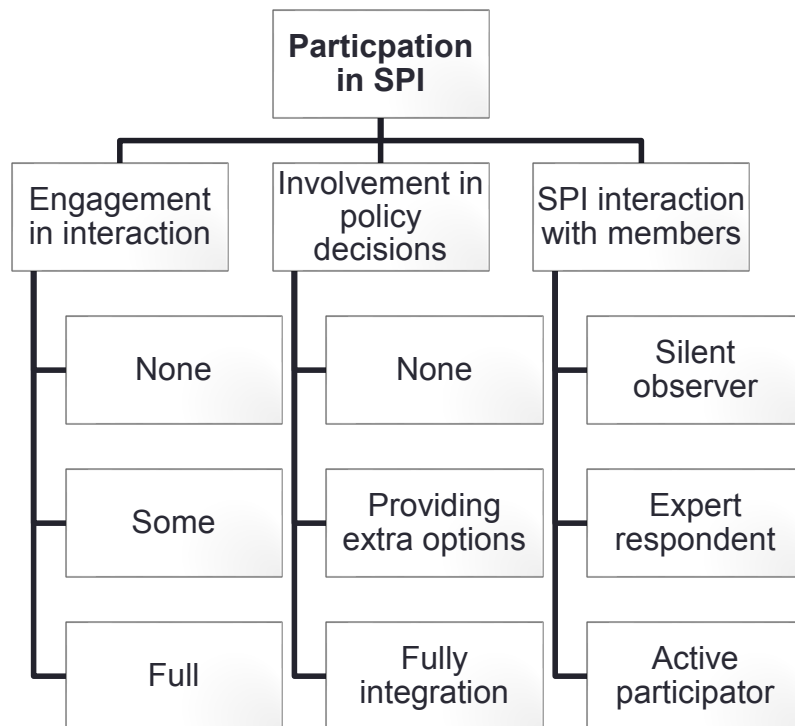 Particpation
in SPI
Engagement
in interaction
None
Some
Full
Involvement in
policy
decisions
None
Providing
extra options
Fully
integration
SPI interaction
with members
Silent
observer
Expert
respondent
Active
participator